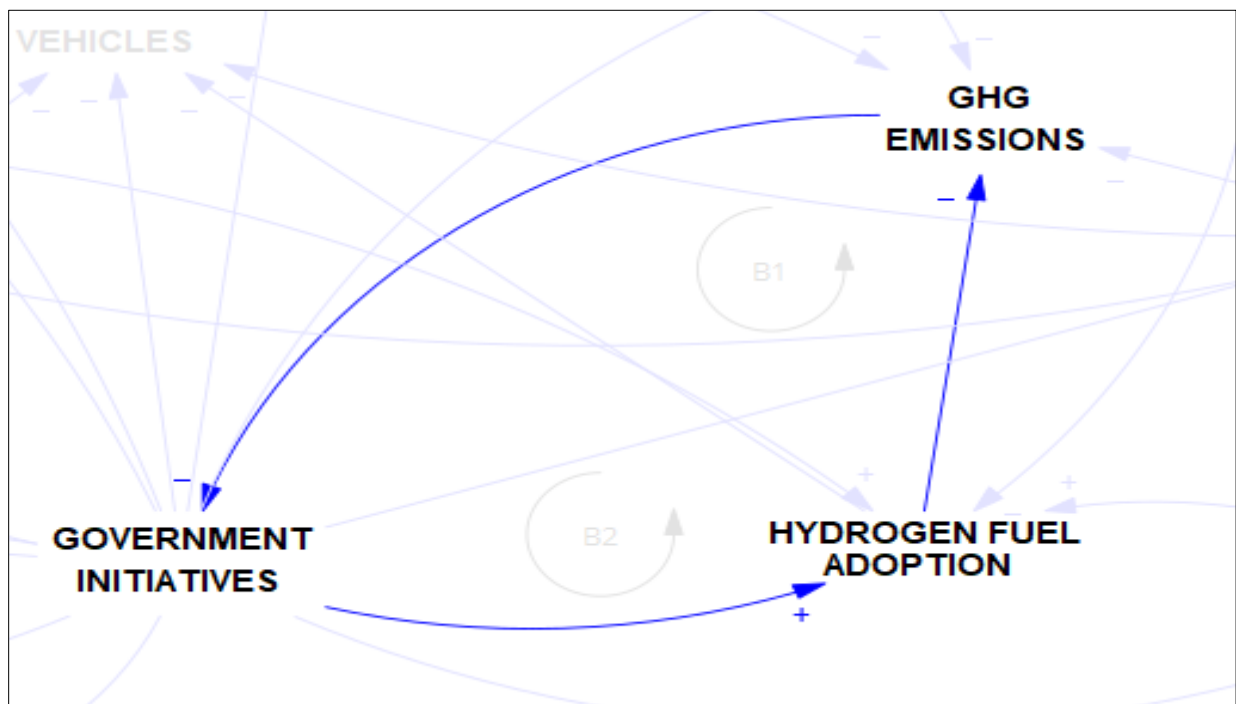 VEHICLES
GHG
EMISSIONS
B1
B2
GOVERNMENT
INITIATIVES
HYDROGEN FUEL
ADOPTION